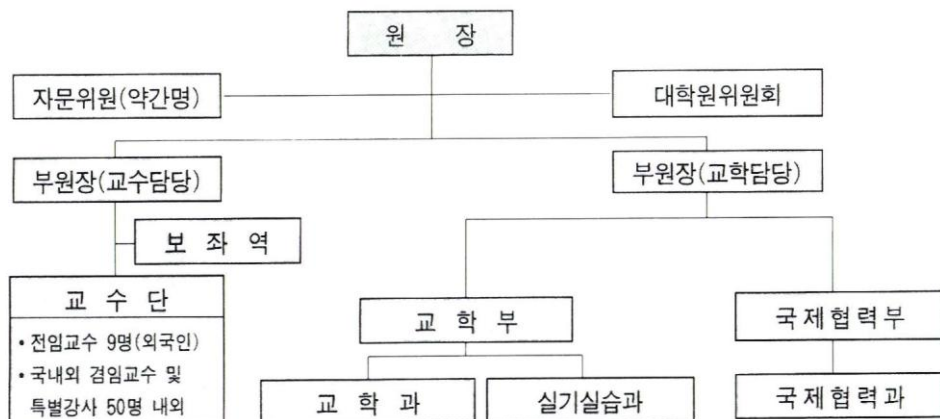 원 장
자문위원(약간명)
대학원위원회
부원장(교수담당)
부원장(교학담당)
보 좌 역
교 수 단
• 전임교수 9명(외국인)
• 국내외 겸임교수 및
특별강사 50명 내외
교 학 부
국제협력부
교 학 과
실기실습과
국제협력과